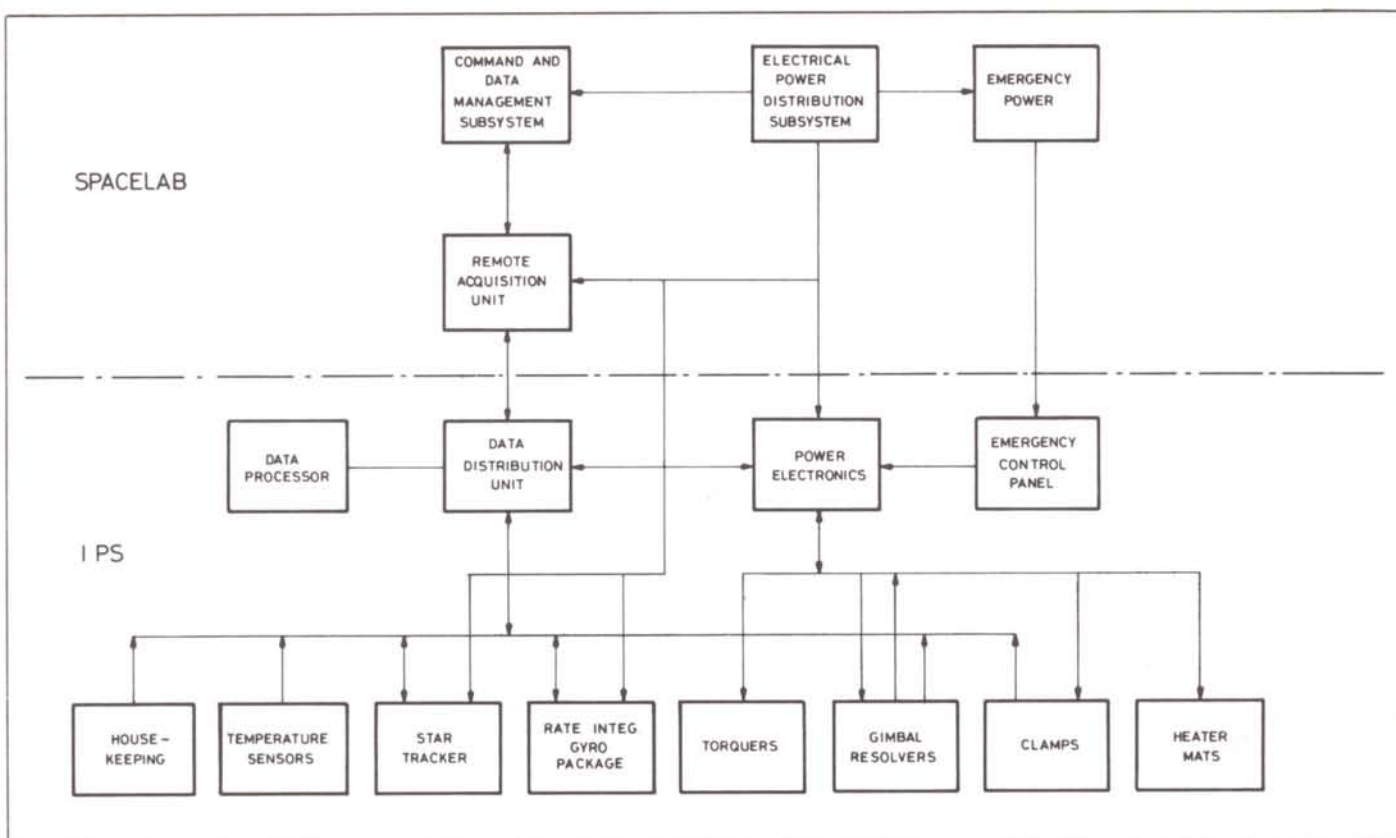 COMMAND AND
DATA
MANAGEMENT
SUBSYSTEM
ELECTRICAL
POWER
DISTRIBUTION
SUBSYSTEM
EMERGENCY
POWER
SPACELAB
REMOTE
ACQUISITION
UNIT
DATA
PROCESSOR
DATA
DISTRIBUTION
UNIT
POWER
ELECTRONICS
EMERGENCY
CONTROL
PANEL
IPS
HOUSE-
KEEPING
TEMPERATURE
SENSORS
STAR
TRACKER
RATE INTEG
GYRO
PACKAGE
TORQUERS
GIMBAL
RESOLVERS
CLAMPS
HEATER
MATS